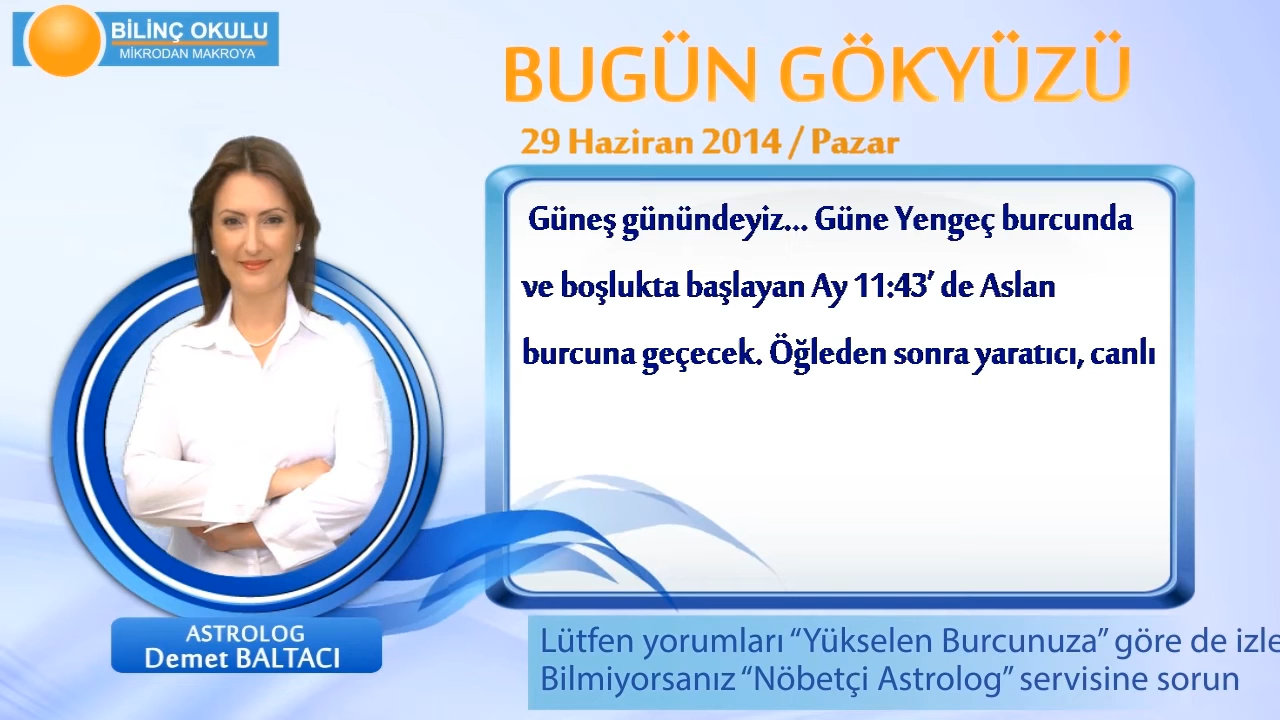 BİLİNÇ OKULU
MİKRODAN MAKROYA
BUGÜN GÖKYÜZÜ
29 Haziran 2014 / Pazar
Güneş günündeyiz... Güne Yengeç burcunda
ve boşlukta başlayan Ay 11:43’ de Aslan
burcuna geçecek. Öğleden sonra yaratıcı, canlı
ASTROLOG
Demet BALTACI
Lütfen yorumları “Yükselen Burcunuza” göre de izle
Bilmiyorsanız “Nöbetçi Astrolog” servisine sorun